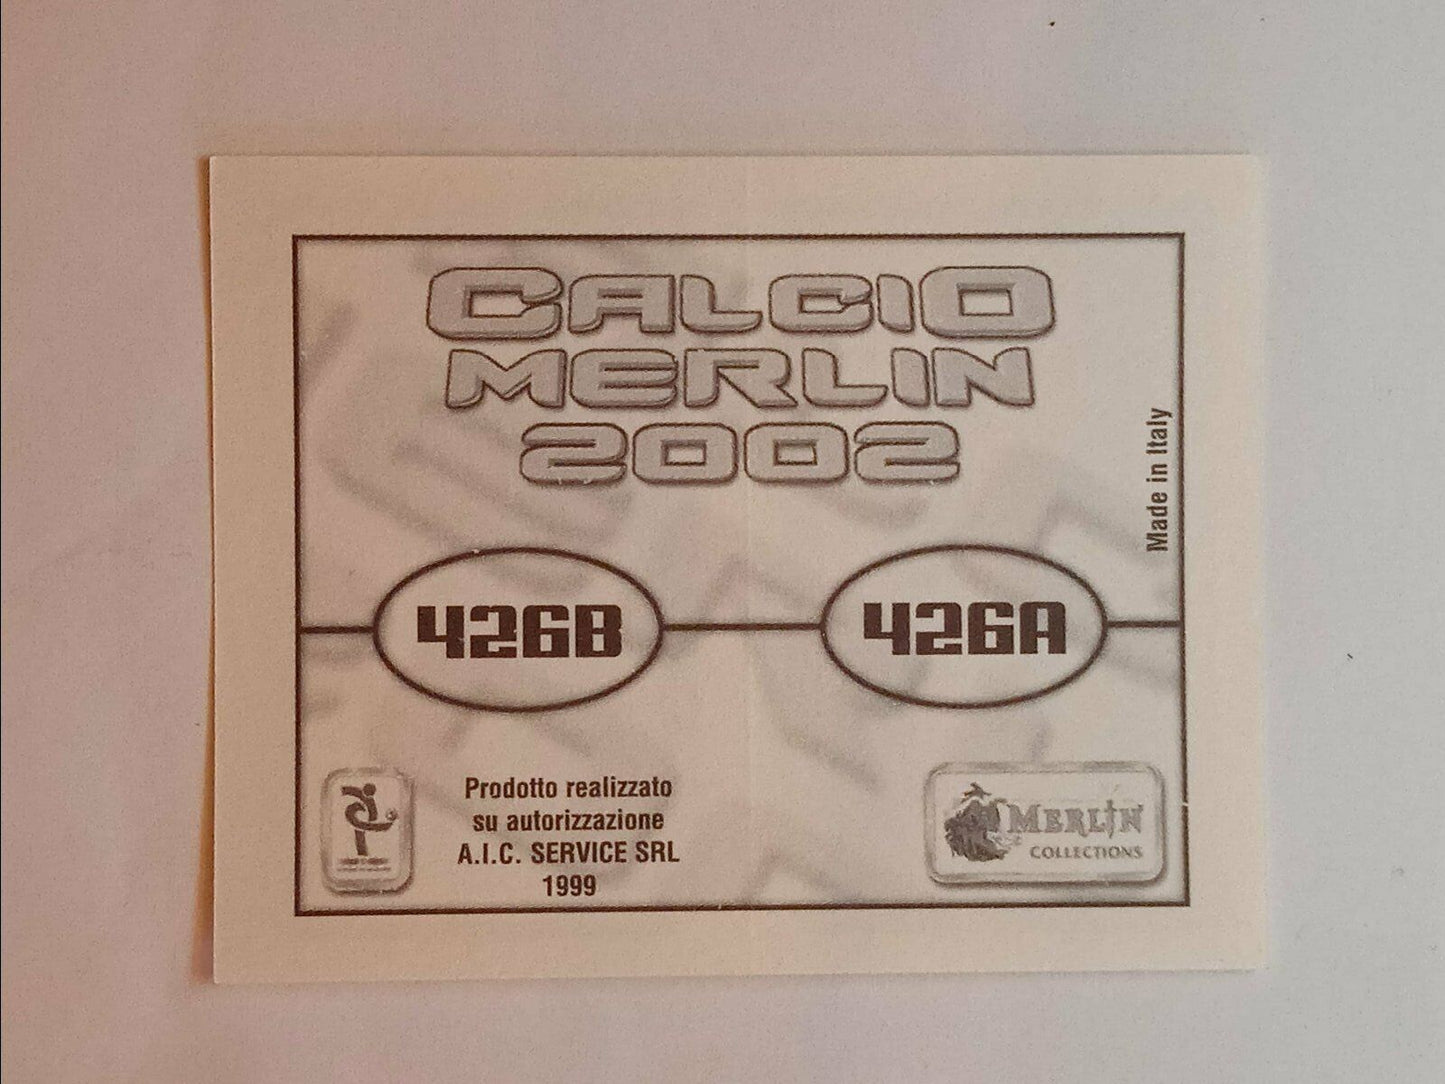 CALCIO
MERLIN
2002
Made in Italy
426B
426A
Prodotto realizzato
su autorizzazione
A.I.C. SERVICE SRL
1999
MERLIN
COLLECTIONS